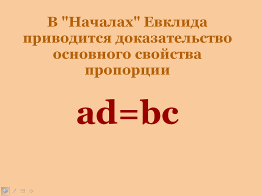 В "Началах" Евклида
приводится доказательство
основного свойства
пропорции
ad=bc